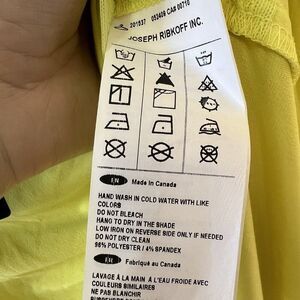 201537 053409 CA# 00710
JOSEPH RIBKOFF INC.
EN Made in Canada
HAND WASH IN COLD WATER WITH LIKE
COLORS
DO NOT BLEACH
HANG TO DRY IN THE SHADE
LOW IRON ON REVERSE SIDE ONLY IF NEEDED
DO NOT DRY CLEAN
96% POLYESTER / 4% SPANDEX
FR Fabriqué au Canada
LAVAGE À LA MAIN À L'EAU FROIDE AVEC
COULEURS SIMILAIRES
NE PAS BLANCHIR